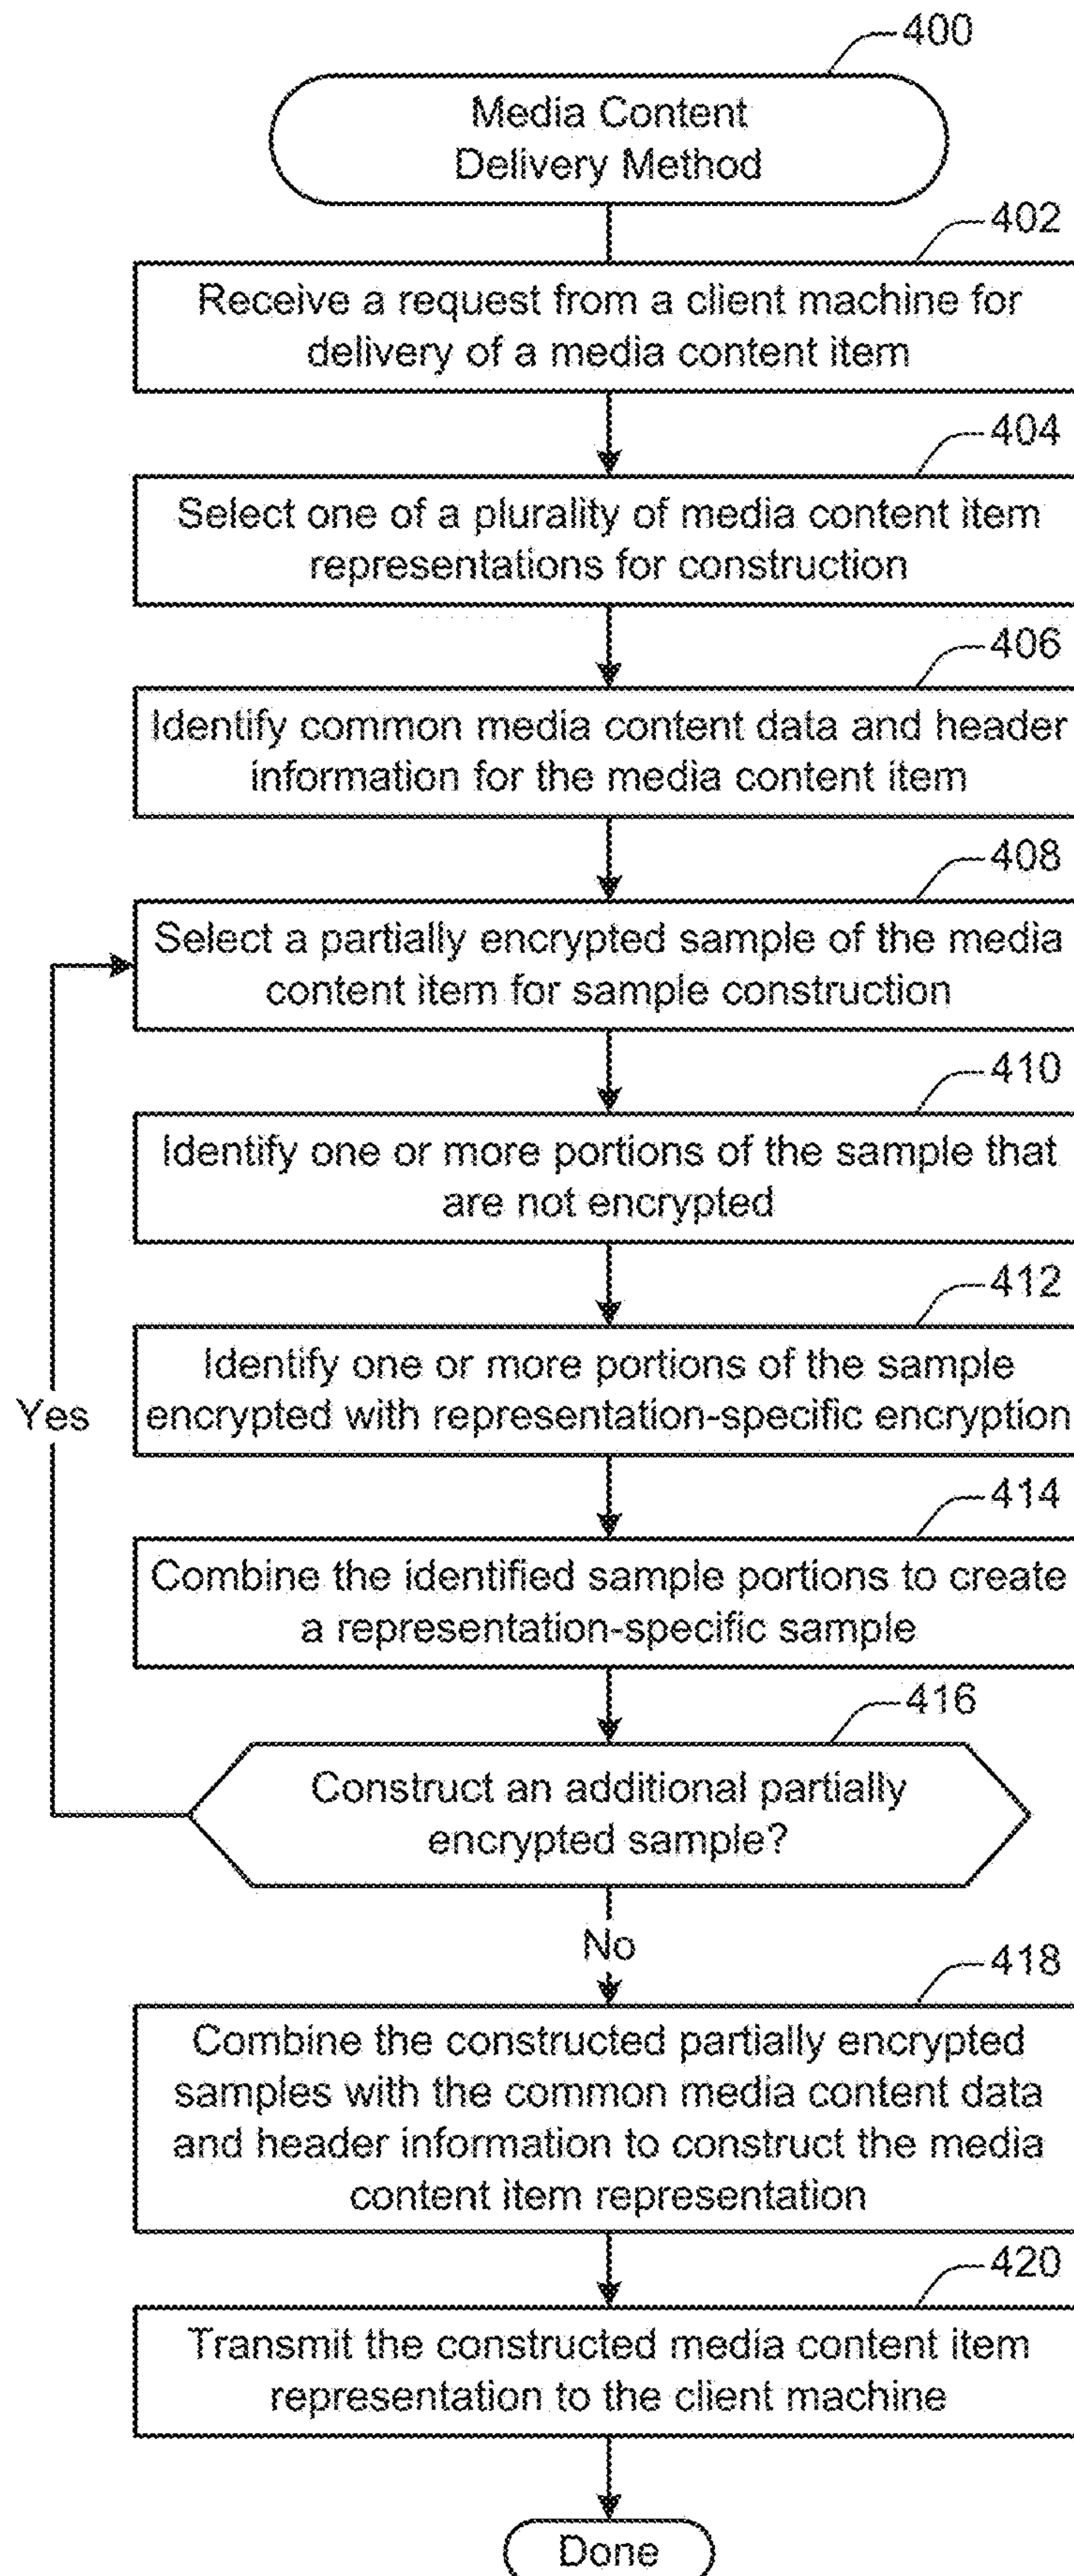 400
Media Content
Delivery Method
402
Receive a request from a client machine for
delivery of a media content item
404
Select one of a plurality of media content item
representations for construction
406
Identify common media content data and header
information for the media content item
408
Select a partially encrypted sample of the media
content item for sample construction
410
Identify one or more portions of the sample that
are not encrypted
412
Identify one or more portions of the sample
encrypted with representation-specific encryption
Yes
414
Combine the identified sample portions to create
a representation-specific sample
416
Construct an additional partially
encrypted sample?
No
418
Combine the constructed partially encrypted
samples with the common media content data
and header information to construct the media
content item representation
420
Transmit the constructed media content item
representation to the client machine
Done